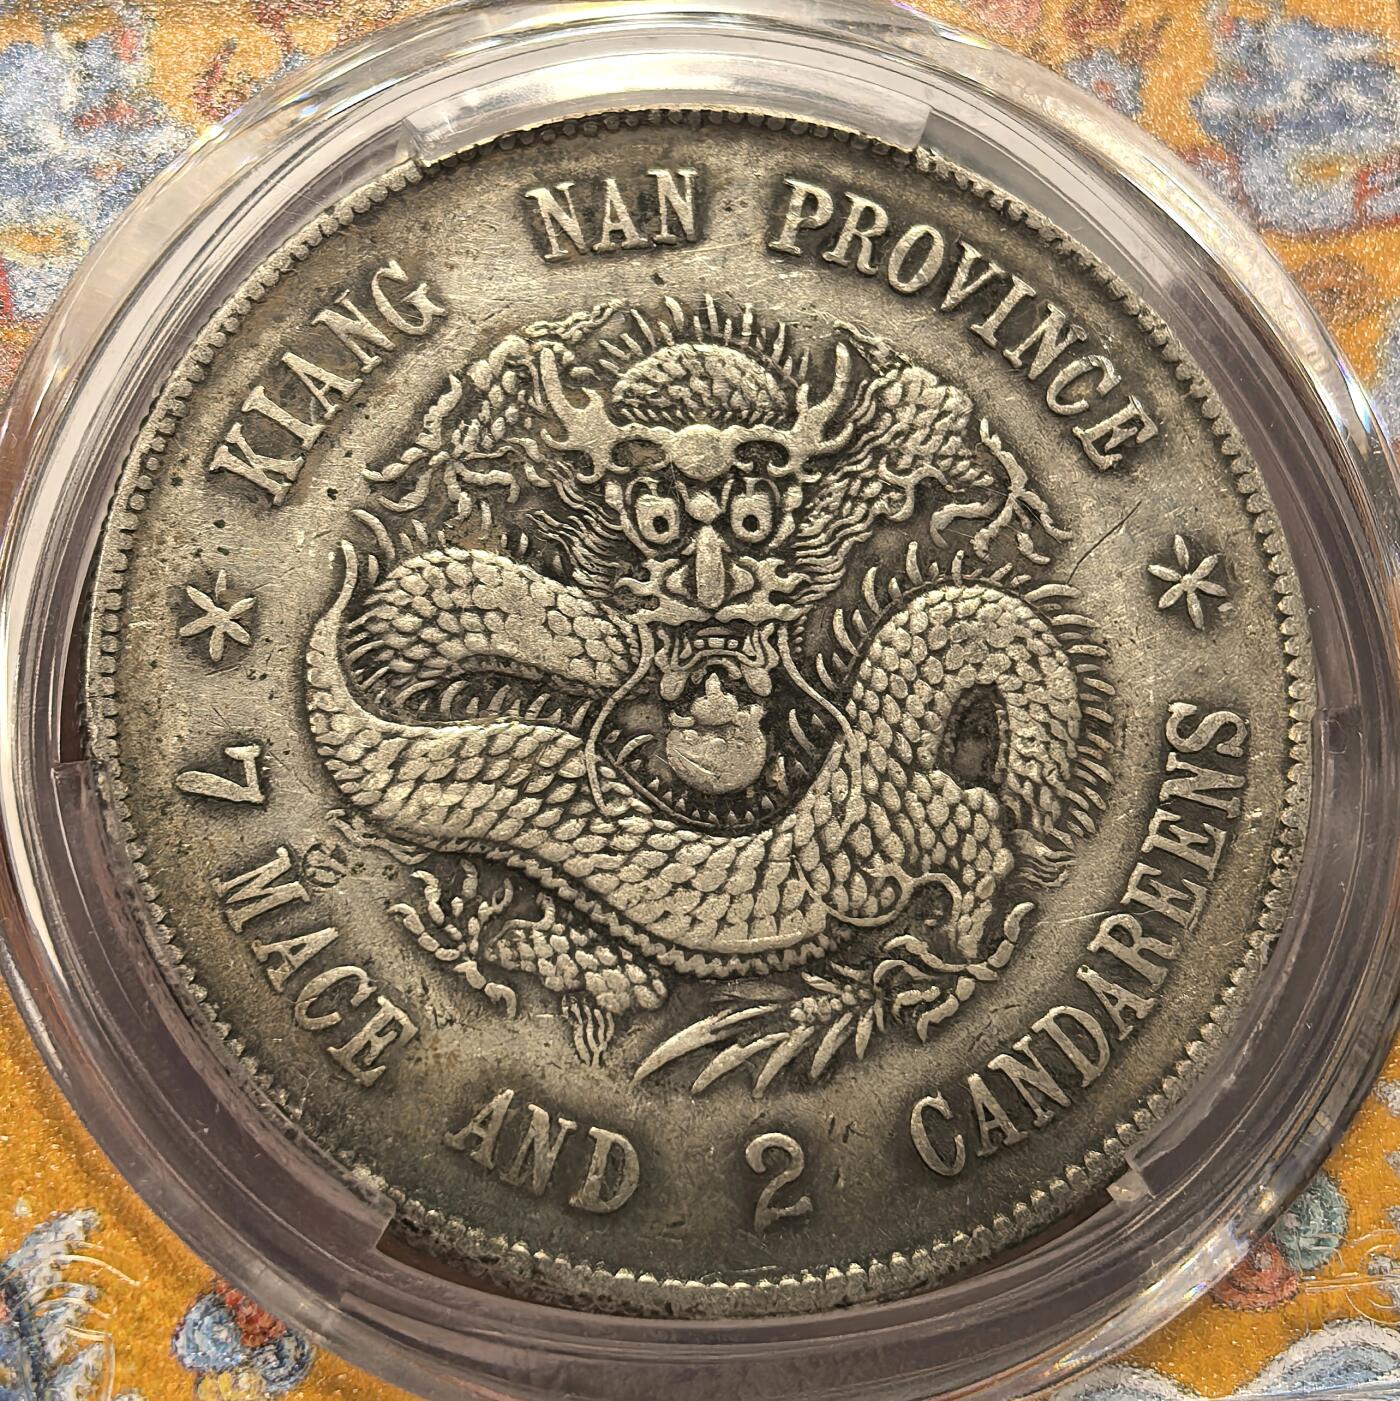 KIANG NAN PROVINCE
7 MACE AND 2 CANDAREENS